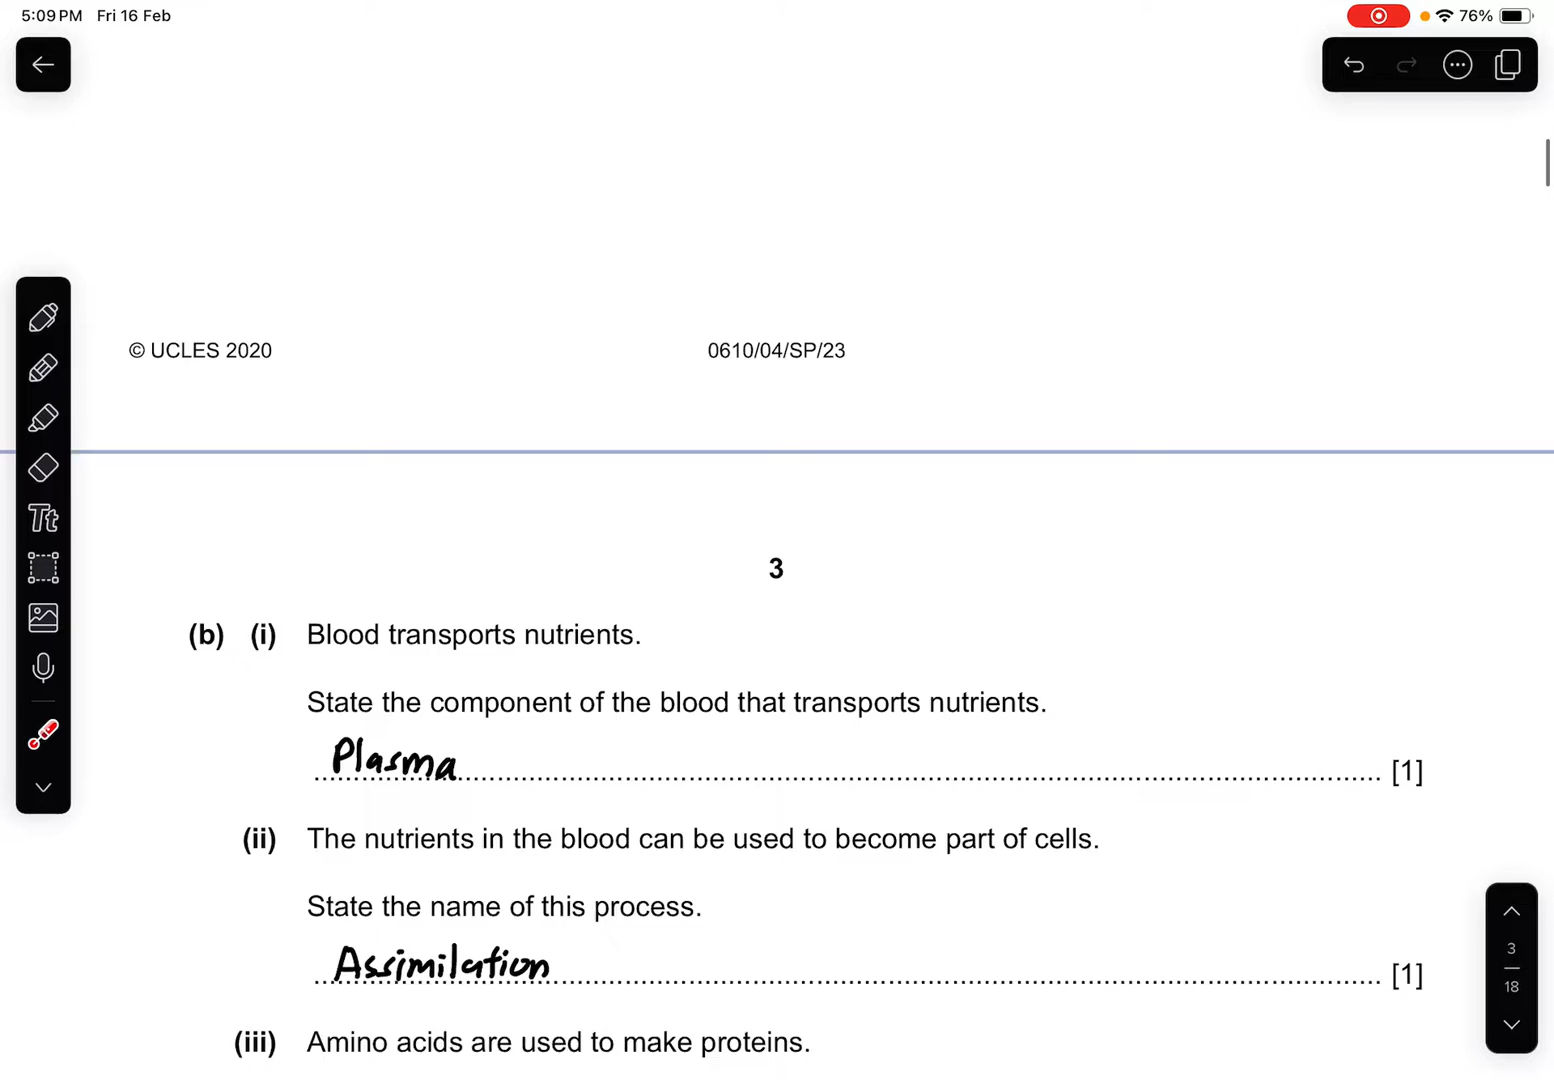 5:09 PM Fri 16 Feb
76%
© UCLES 2020 0610/04/SP/23
Tt
3
(b) (i) Blood transports nutrients.
State the component of the blood that transports nutrients.
Plasma [1]
(ii) The nutrients in the blood can be used to become part of cells.
State the name of this process.
Assimilation [1]
(iii) Amino acids are used to make proteins.
3
18